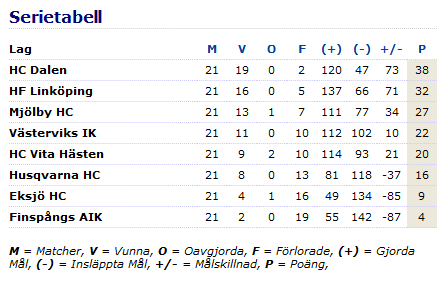 Serietabell
Lag M V O F (+) (-) +/- P
HC Dalen 21 19 0 2 120 47 73 38
HF Linköping 21 16 0 5 137 66 71 32
Mjölby HC 21 13 1 7 111 77 34 27
Västerviks IK 21 11 0 10 112 102 10 22
HC Vita Hästen 21 9 2 10 114 93 21 20
Husqvarna HC 21 8 0 13 81 118 -37 16
Eksjö HC 21 4 1 16 49 134 -85 9
Finspångs AIK 21 2 0 19 55 142 -87 4
M = Matcher, V = Vunna, O = Oavgjorda, F = Förlorade, (+) = Gjorda
Mål, (-) = Insläppta Mål, +/- = Målskillnad, P = Poäng,